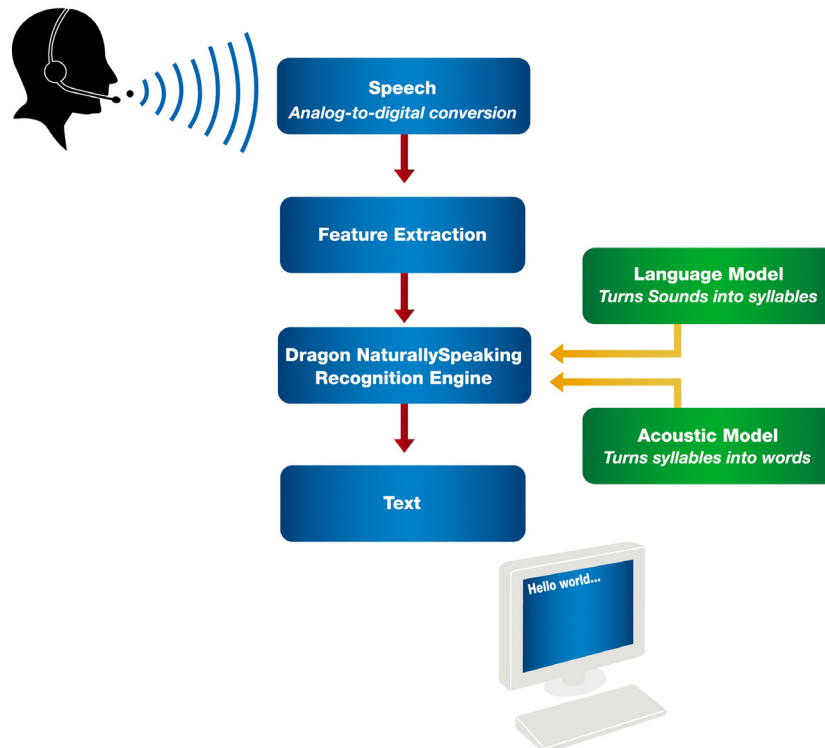 Speech
Analog-to-digital conversion
Feature Extraction
Language Model
Turns Sounds into syllables
Dragon NaturallySpeaking
Recognition Engine
Acoustic Model
Turns syllables into words
Text
Hello world...